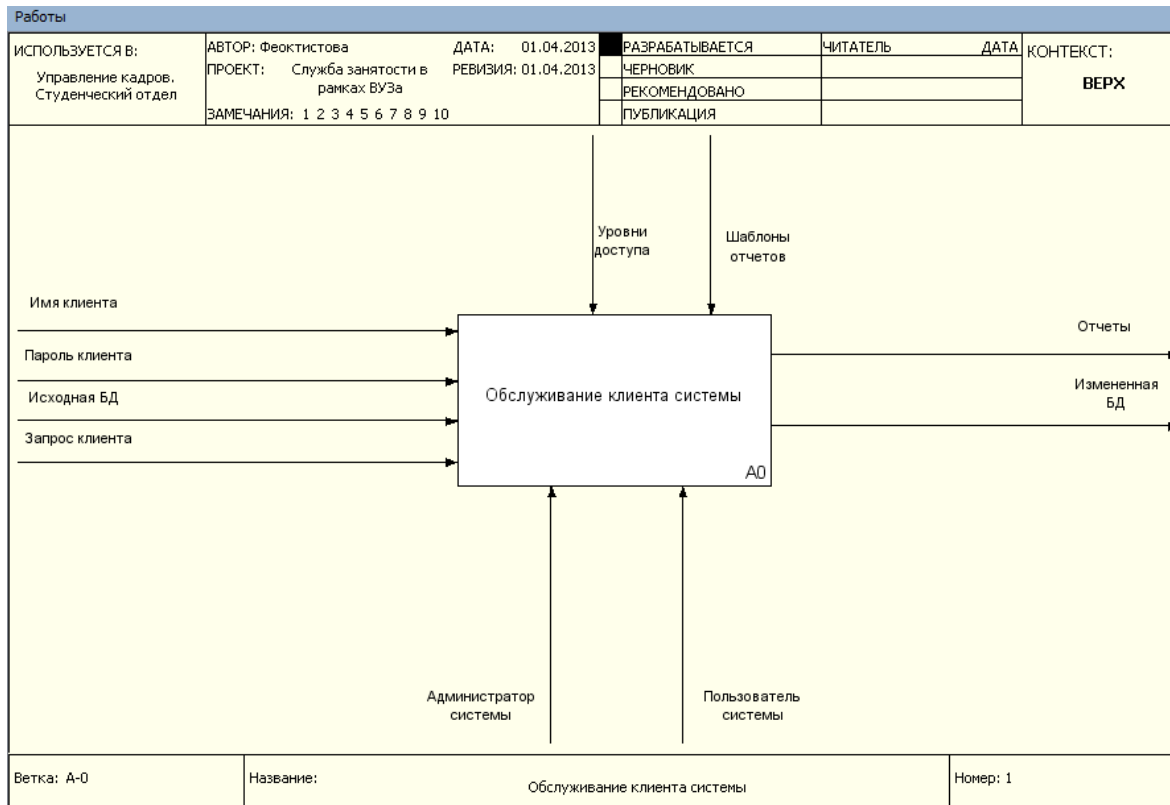 Работы
ИСПОЛЬЗУЕТСЯ В:
Управление кадров.
Студенческий отдел
АВТОР: Феоктистова
ДАТА: 01.04.2013
ПРОЕКТ: Служба занятости в
рамках ВУЗа
РЕВИЗИЯ: 01.04.2013
ЗАМЕЧАНИЯ: 1 2 3 4 5 6 7 8 9 10
РАЗРАБАТЫВАЕТСЯ
ЧЕРНОВИК
РЕКОМЕНДОВАНО
ПУБЛИКАЦИЯ
ЧИТАТЕЛЬ ДАТА
КОНТЕКСТ:
ВЕРХ
Уровни
доступа
Шаблоны
отчетов
Имя клиента
Пароль клиента
Исходная БД
Запрос клиента
Обслуживание клиента системы
A0
Отчеты
Измененная
БД
Администратор
системы
Пользователь
системы
Ветка: A-0
Название:
Обслуживание клиента системы
Номер: 1